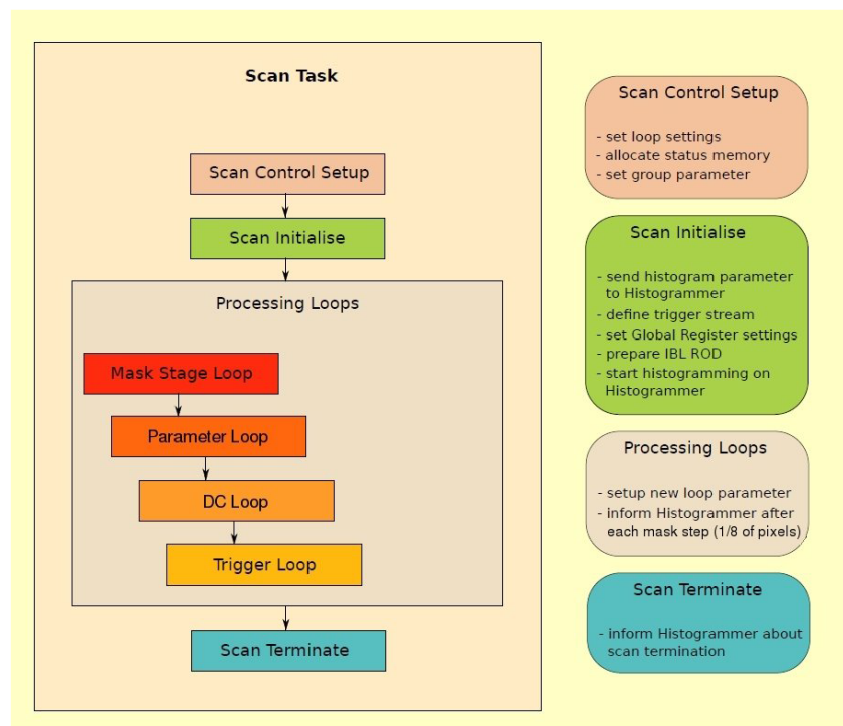 Scan Task
Scan Control Setup
Scan Initialise
Processing Loops
Mask Stage Loop
Parameter Loop
DC Loop
Trigger Loop
Scan Terminate
Scan Control Setup
- set loop settings
- allocate status memory
- set group parameter
Scan Initialise
- send histogram parameter
to Histogrammer
- define trigger stream
- set Global Register settings
- prepare IBL ROD
- start histogramming on
Histogrammer
Processing Loops
- setup new loop parameter
- inform Histogrammer after
each mask step (1/8 of pixels)
Scan Terminate
- inform Histogrammer about
scan termination